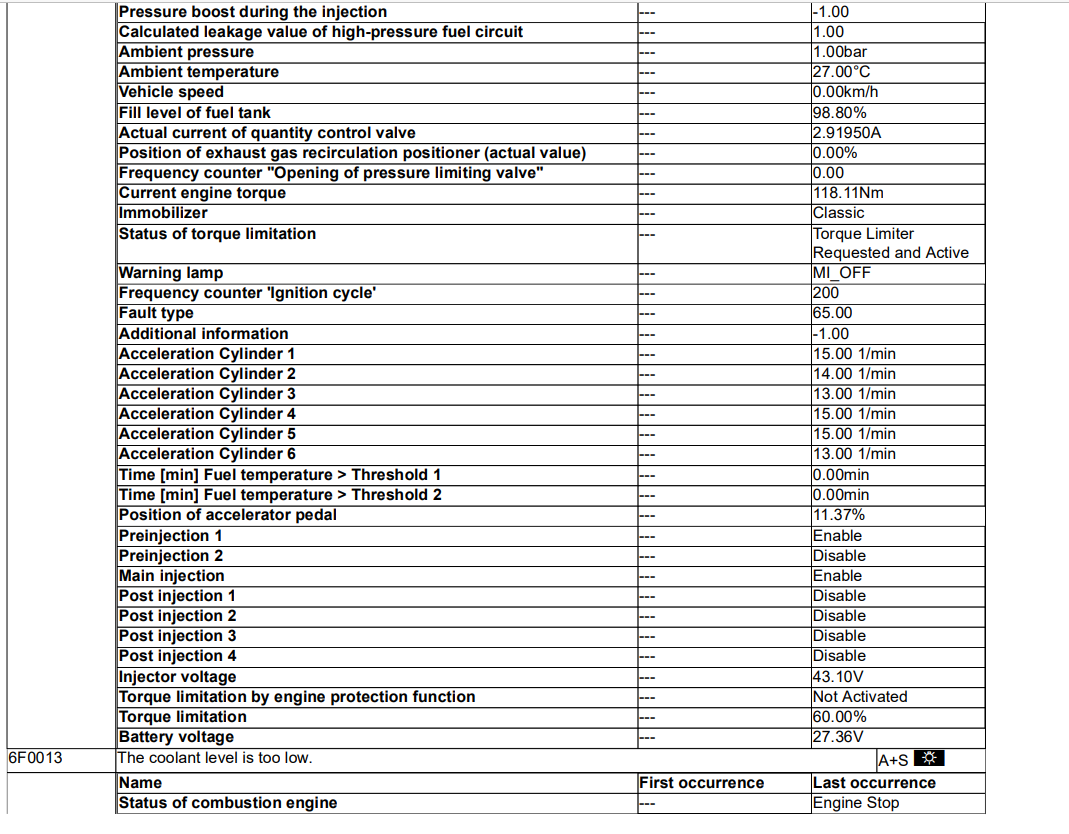 Pressure boost during the injection --- -1.00
Calculated leakage value of high-pressure fuel circuit --- 1.00
Ambient pressure --- 1.00bar
Ambient temperature --- 27.00°C
Vehicle speed --- 0.00km/h
Fill level of fuel tank --- 98.80%
Actual current of quantity control valve --- 2.91950A
Position of exhaust gas recirculation positioner (actual value) --- 0.00%
Frequency counter "Opening of pressure limiting valve" --- 0.00
Current engine torque --- 118.11Nm
Immobilizer --- Classic
Status of torque limitation --- Torque Limiter
Requested and Active
Warning lamp --- MI_OFF
Frequency counter 'Ignition cycle' --- 200
Fault type --- 65.00
Additional information --- -1.00
Acceleration Cylinder 1 --- 15.00 1/min
Acceleration Cylinder 2 --- 14.00 1/min
Acceleration Cylinder 3 --- 13.00 1/min
Acceleration Cylinder 4 --- 15.00 1/min
Acceleration Cylinder 5 --- 15.00 1/min
Acceleration Cylinder 6 --- 13.00 1/min
Time [min] Fuel temperature > Threshold 1 --- 0.00min
Time [min] Fuel temperature > Threshold 2 --- 0.00min
Position of accelerator pedal --- 11.37%
Preinjection 1 --- Enable
Preinjection 2 --- Disable
Main injection --- Enable
Post injection 1 --- Disable
Post injection 2 --- Disable
Post injection 3 --- Disable
Post injection 4 --- Disable
Injector voltage --- 43.10V
Torque limitation by engine protection function --- Not Activated
Torque limitation --- 60.00%
Battery voltage --- 27.36V
6F0013 The coolant level is too low. A+S
Name First occurrence Last occurrence
Status of combustion engine --- Engine Stop